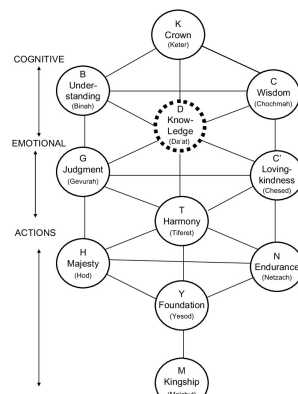 K
Crown
(Keter)
COGNITIVE
B
Under-
standing
(Binah)
C
Wisdom
(Chochmah)
D
Know-
Ledge
(Da'at)
EMOTIONAL
G
Judgment
(Gevurah)
C'
Loving-
kindness
(Chesed)
T
Harmony
(Tiferet)
ACTIONS
H
Majesty
(Hod)
N
Endurance
(Netzach)
Y
Foundation
(Yesod)
M
Kingship